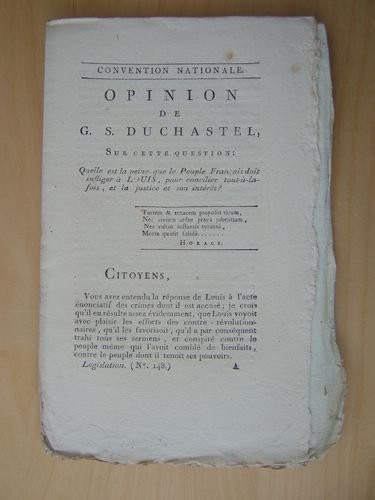 CONVENTION NATIONALE.
OPINION
DE
G. S. DUCHASTEL,
SUR CETTE QUESTION:
Quelle est la peine que le Peuple Français doit
infliger à LOUIS, pour concilier tout-à-la-
fois, et la justice et son intérêt?
Tustum & tenacem propositi virum,
Nec civium ardor prava jubentium,
Nec vultus instantis tyranni,
Mente quatit solidâ.......
HORACE.
CITOYENS,
Vous avez entendu la réponse de Louis à l'acte
énonciatif des crimes dont il est accusé; je crois
qu'il en résulte assez évidemment, que Louis voyoit
avec plaisir les efforts des contre-révolution-
naires, qu'il les favorisoit, qu'il a par conséquent
trahi tous ses sermens, et conspiré contre le
peuple même qui l'avoit comblé de bienfaits,
contre le peuple dont il tenoit ses pouvoirs.
Legislation. (N°. 148.) A